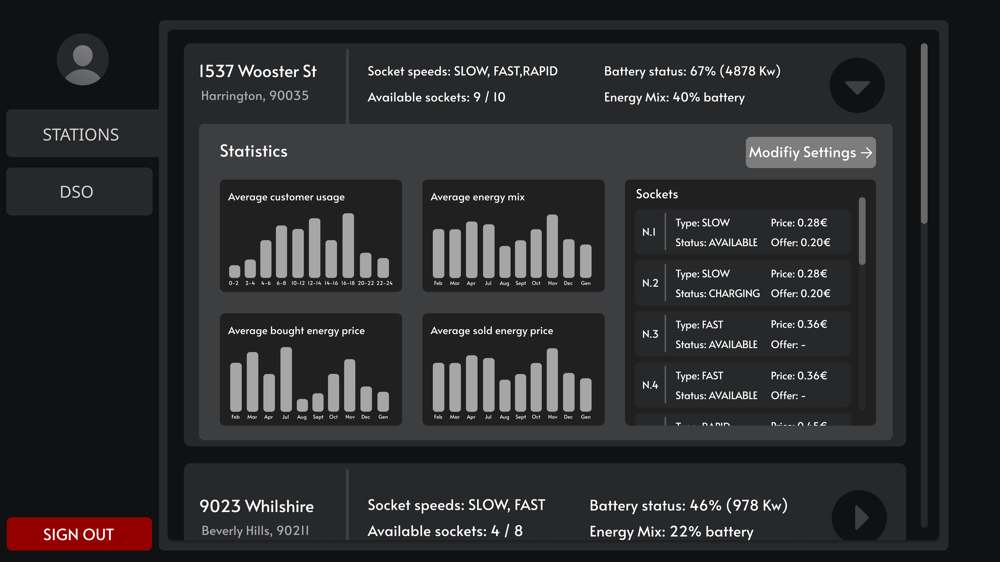 STATIONS
DSO
SIGN OUT
1537 Wooster St
Harrington, 90035
Socket speeds: SLOW, FAST,RAPID
Available sockets: 9 / 10
Battery status: 67% (4878 Kw)
Energy Mix: 40% battery
Statistics
Modifiy Settings →
Average customer usage
0-2 2-4 4-6 6-8 10-12 12-14 14-16 16-18 20-22 22-24
Average energy mix
Feb Mar Apr Jul Aug Sept Oct Nov Dec Gen
Average bought energy price
Feb Mar Apr Jul Aug Sept Oct Nov Dec Gen
Average sold energy price
Feb Mar Apr Jul Aug Sept Oct Nov Dec Gen
Sockets
N.1
Type: SLOW Price: 0.28€
Status: AVAILABLE Offer: 0.20€
N.2
Type: SLOW Price: 0.28€
Status: CHARGING Offer: 0.20€
N.3
Type: FAST Price: 0.36€
Status: AVAILABLE Offer: -
N.4
Type: FAST Price: 0.36€
Status: AVAILABLE Offer: -
Type: RAPID Price: 0.45€
9023 Whilshire
Beverly Hills, 90211
Socket speeds: SLOW, FAST
Available sockets: 4 / 8
Battery status: 46% (978 Kw)
Energy Mix: 22% battery